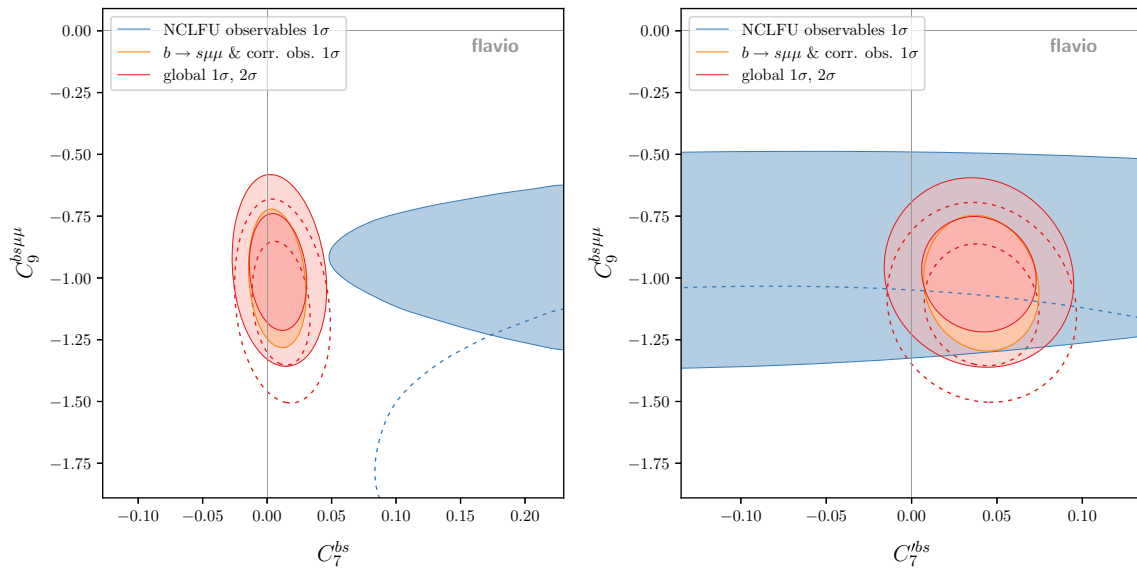 NCLFU observables 1σ
b → sμμ & corr. obs. 1σ
global 1σ, 2σ
flavio
0.00
−0.25
−0.50
−0.75
−1.00
−1.25
−1.50
−1.75
C_9^{bsμμ}
−0.10
−0.05
0.00
0.05
0.10
0.15
0.20
C_7^{bs}
NCLFU observables 1σ
b → sμμ & corr. obs. 1σ
global 1σ, 2σ
flavio
0.00
−0.25
−0.50
−0.75
−1.00
−1.25
−1.50
−1.75
C_9^{bsμμ}
−0.10
−0.05
0.00
0.05
0.10
C_7^{′bs}